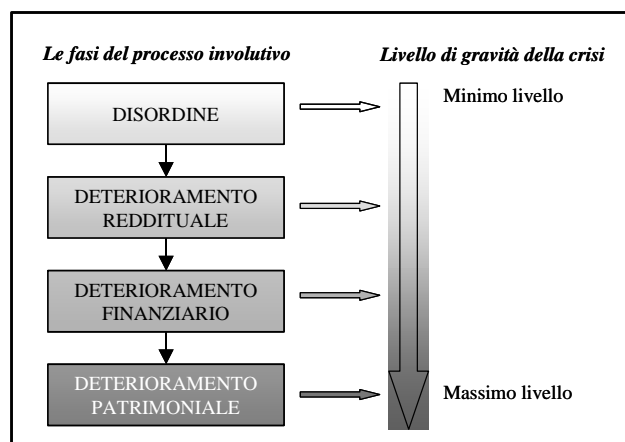 Le fasi del processo involutivo
Livello di gravità della crisi
DISORDINE
Minimo livello
DETERIORAMENTO
REDDITUALE
DETERIORAMENTO
FINANZIARIO
DETERIORAMENTO
PATRIMONIALE
Massimo livello